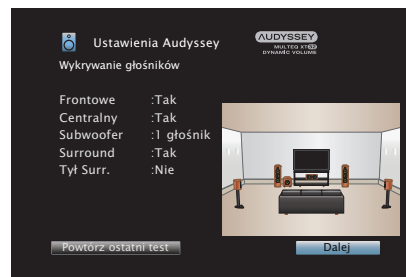 Ustawienia Audyssey
AUDYSSEY
MULTEQ XT32
DYNAMIC VOLUME
Wykrywanie głośników
Frontowe :Tak
Centralny :Tak
Subwoofer :1 głośnik
Surround :Tak
Tył Surr. :Nie
Powtórz ostatni test
Dalej